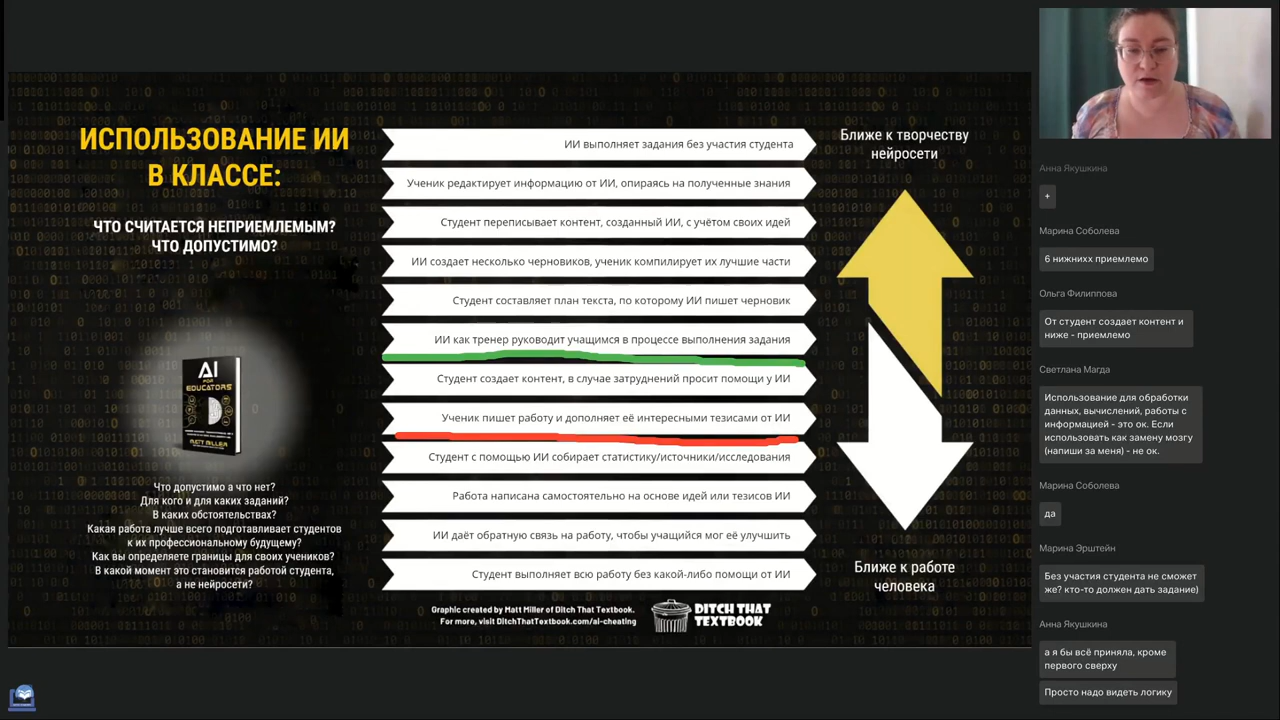 ИСПОЛЬЗОВАНИЕ ИИ
В КЛАССЕ:
ЧТО СЧИТАЕТСЯ НЕПРИЕМЛЕМЫМ?
ЧТО ДОПУСТИМО?
AI
FOR
EDUCATORS
MATT MILLER
Что допустимо а что нет?
Для кого и для каких заданий?
В каких обстоятельствах?
Какая работа лучше всего подготавливает студентов
к их профессиональному будущему?
Как вы определяете границы для своих учеников?
В какой момент это становится работой студента,
а не нейросети?
ИИ выполняет задания без участия студента
Ученик редактирует информацию от ИИ, опираясь на полученные знания
Студент переписывает контент, созданный ИИ, с учётом своих идей
ИИ создает несколько черновиков, ученик компилирует их лучшие части
Студент составляет план текста, по которому ИИ пишет черновик
ИИ как тренер руководит учащимся в процессе выполнения задания
Студент создает контент, в случае затруднений просит помощи у ИИ
Ученик пишет работу и дополняет её интересными тезисами от ИИ
Студент с помощью ИИ собирает статистику/источники/исследования
Работа написана самостоятельно на основе идей или тезисов ИИ
ИИ даёт обратную связь на работу, чтобы учащийся мог её улучшить
Студент выполняет всю работу без какой-либо помощи от ИИ
Graphic created by Matt Miller of Ditch That Textbook.
For more, visit DitchThatTextbook.com/ai-cheating
DITCH THAT
TEXTBOOK
Ближе к творчеству
нейросети
Ближе к работе
человека
Анна Якушкина
+
Марина Соболева
6 нижнихх приемлемо
Ольга Филиппова
От студент создает контент и
ниже - приемлемо
Светлана Магда
Использование для обработки
данных, вычислений, работы с
информацией - это ок. Если
использовать как замену мозгу
(напиши за меня) - не ок.
Марина Соболева
да
Марина Эрштейн
Без участия студента не сможет
же? кто-то должен дать задание)
Анна Якушкина
а я бы всё приняла, кроме
первого сверху
Просто надо видеть логику